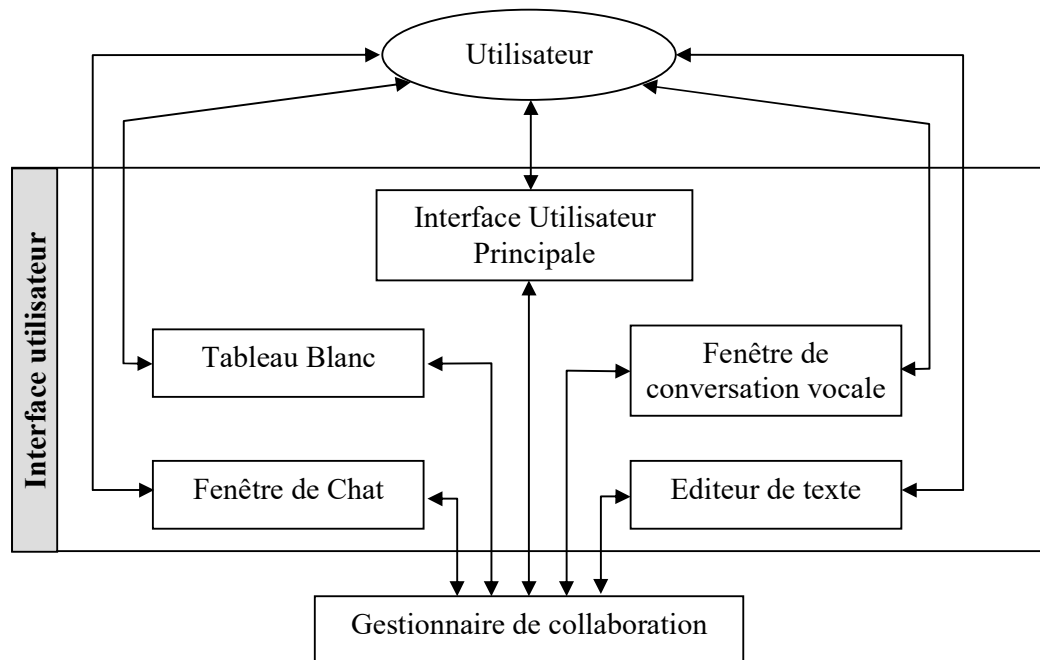 Utilisateur
Interface utilisateur
Interface Utilisateur
Principale
Tableau Blanc
Fenêtre de
conversation vocale
Fenêtre de Chat
Editeur de texte
Gestionnaire de collaboration